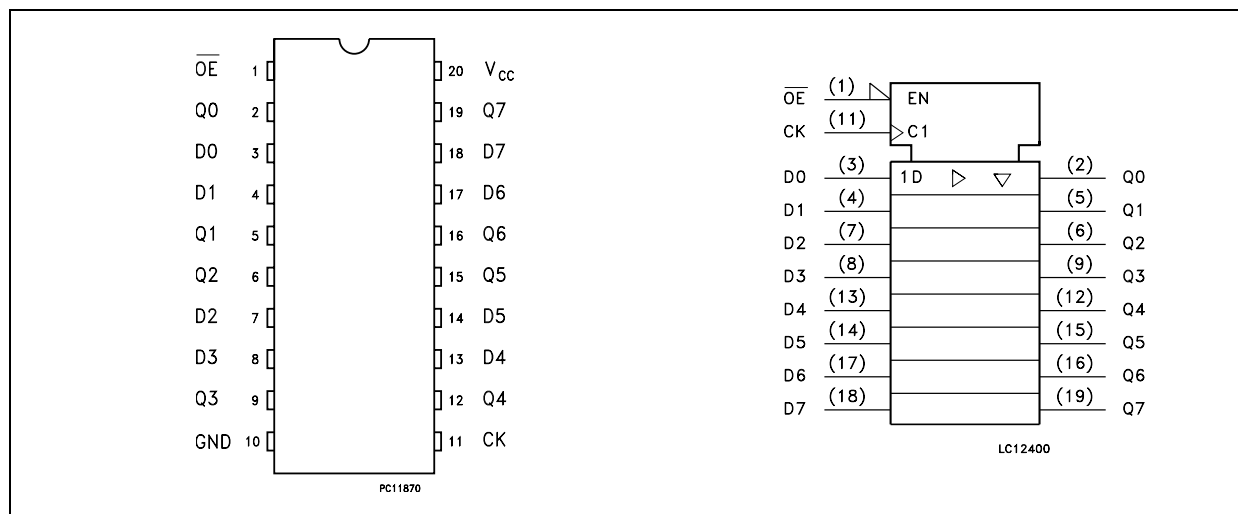 O̅E̅ 1 20 VCC
Q0 2 19 Q7
D0 3 18 D7
D1 4 17 D6
Q1 5 16 Q6
Q2 6 15 Q5
D2 7 14 D5
D3 8 13 D4
Q3 9 12 Q4
GND 10 11 CK
PC11870
O̅E̅ (1) EN
CK (11) C1
D0 (3) 1D (2) Q0
D1 (4) (5) Q1
D2 (7) (6) Q2
D3 (8) (9) Q3
D4 (13) (12) Q4
D5 (14) (15) Q5
D6 (17) (16) Q6
D7 (18) (19) Q7
LC12400